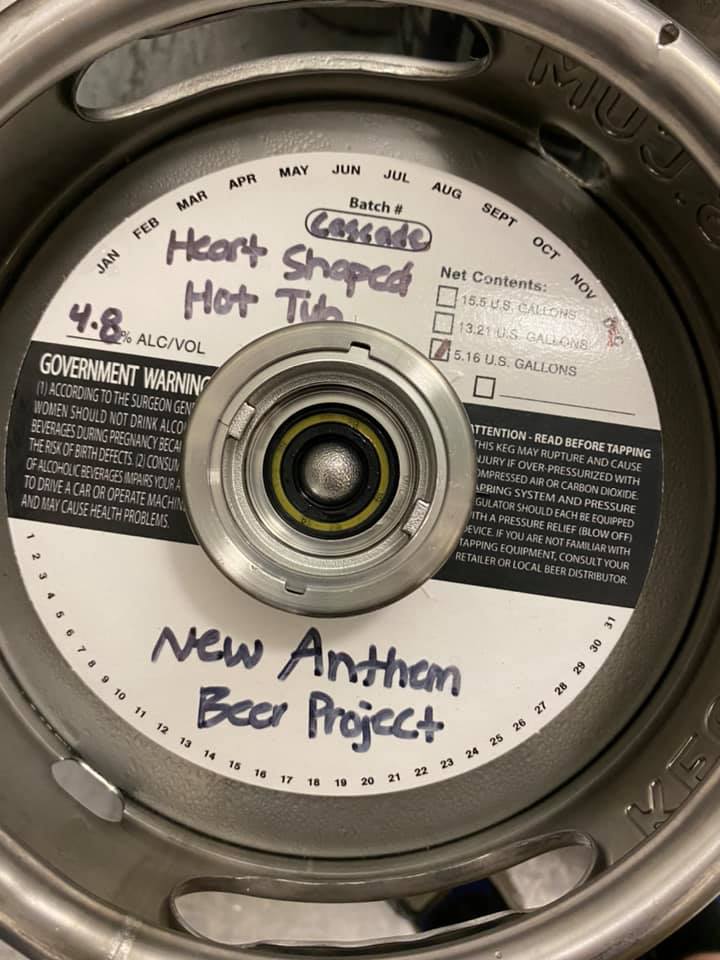 JAN FEB MAR APR MAY JUN JUL AUG SEPT OCT NOV
Batch #
Cascade
Heart Shaped
Hot Tub
4.8% ALC/VOL
Net Contents:
15.5 U.S. GALLONS
13.21 U.S. GALLONS
5.16 U.S. GALLONS
GOVERNMENT WARNING
(1) ACCORDING TO THE SURGEON GEN
WOMEN SHOULD NOT DRINK ALCO
BEVERAGES DURING PREGNANCY BECA
THE RISK OF BIRTH DEFECTS. (2) CONSUM
OF ALCOHOLIC BEVERAGES IMPAIRS YOUR A
TO DRIVE A CAR OR OPERATE MACHIN
AND MAY CAUSE HEALTH PROBLEMS.
ATTENTION - READ BEFORE TAPPING
THIS KEG MAY RUPTURE AND CAUSE
NJURY IF OVER-PRESSURIZED WITH
OMPRESSED AIR OR CARBON DIOXIDE.
APPING SYSTEM AND PRESSURE
GULATOR SHOULD EACH BE EQUIPPED
TH A PRESSURE RELIEF (BLOW OFF)
DEVICE. IF YOU ARE NOT FAMILIAR WITH
TAPPING EQUIPMENT, CONSULT YOUR
RETAILER OR LOCAL BEER DISTRIBUTOR.
New Anthem
Beer Project
1 2 3 4 5 6 7 8 9 10 11 12 13 14 15 16 17 18 19 20 21 22 23 24 25 26 27 28 29 30 31